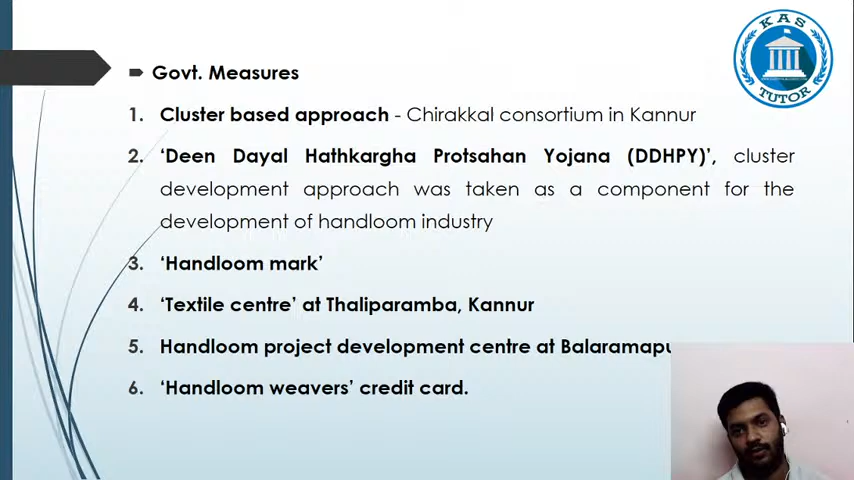 KAS
TUTOR
Govt. Measures
1. Cluster based approach - Chirakkal consortium in Kannur
2. ‘Deen Dayal Hathkargha Protsahan Yojana (DDHPY)’, cluster
development approach was taken as a component for the
development of handloom industry
3. ‘Handloom mark’
4. ‘Textile centre’ at Thaliparamba, Kannur
5. Handloom project development centre at
6. ‘Handloom weavers’ credit card.